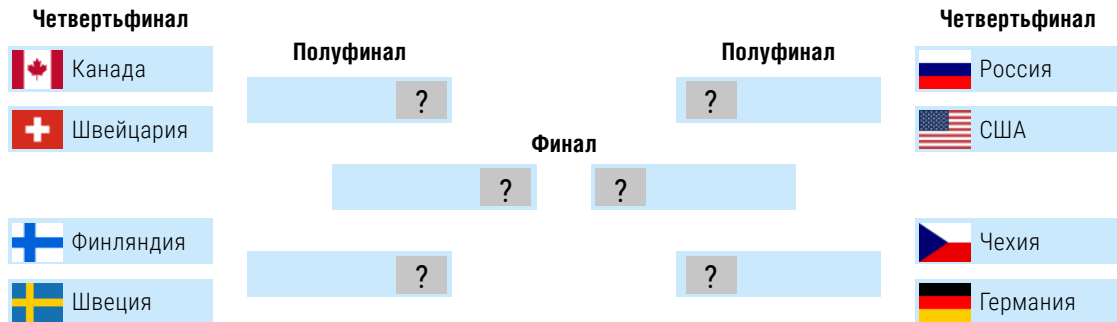 Четвертьфинал
Четвертьфинал
Полуфинал
Полуфинал
Канада
Россия
?
?
Швейцария
США
Финал
?
?
Финляндия
Чехия
?
?
Швеция
Германия